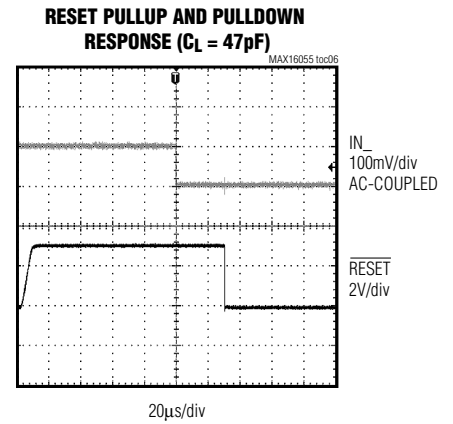 RESET PULLUP AND PULLDOWN
RESPONSE (CL = 47pF)
MAX16055 toc06
T
IN_
100mV/div
AC-COUPLED
RESET
2V/div
20µs/div